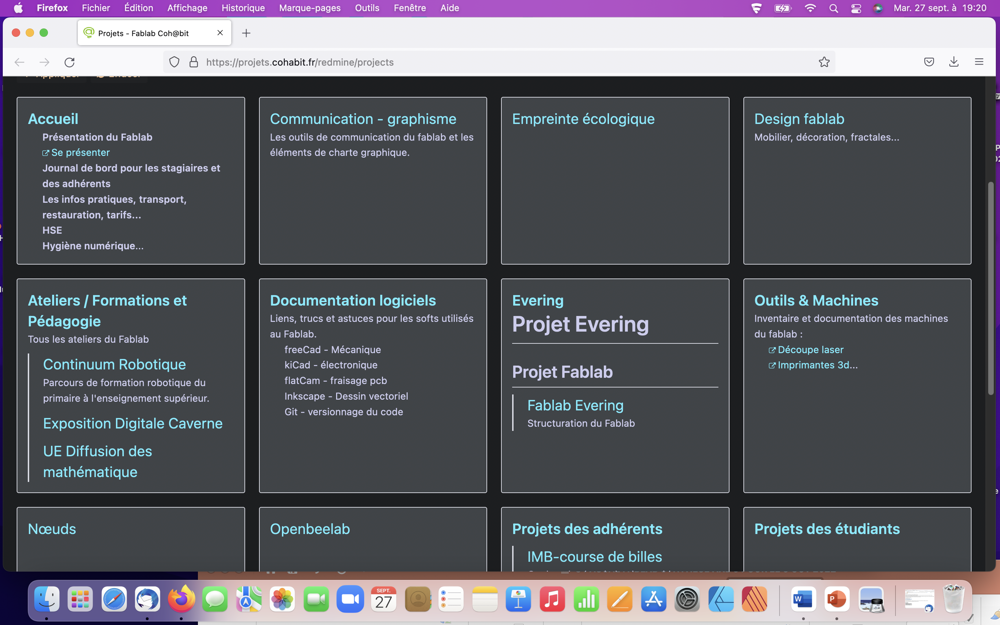 Firefox Fichier Édition Affichage Historique Marque-pages Outils Fenêtre Aide Mar. 27 sept. à 19:20
Projets - Fablab Coh@bit
https://projets.cohabit.fr/redmine/projects
Accueil
Présentation du Fablab
Se présenter
Journal de bord pour les stagiaires et
des adhérents
Les infos pratiques, transport,
restauration, tarifs...
HSE
Hygiène numérique...
Communication - graphisme
Les outils de communication du fablab et les
éléments de charte graphique.
Empreinte écologique
Design fablab
Mobilier, décoration, fractales...
Ateliers / Formations et
Pédagogie
Tous les ateliers du Fablab
Continuum Robotique
Parcours de formation robotique du
primaire à l'enseignement supérieur.
Exposition Digitale Caverne
UE Diffusion des
mathématique
Documentation logiciels
Liens, trucs et astuces pour les softs utilisés
au Fablab.
freeCad - Mécanique
kiCad - électronique
flatCam - fraisage pcb
Inkscape - Dessin vectoriel
Git - versionnage du code
Evering
Projet Evering
Projet Fablab
Fablab Evering
Structuration du Fablab
Outils & Machines
Inventaire et documentation des machines
du fablab :
Découpe laser
Imprimantes 3d...
Nœuds
Openbeelab
Projets des adhérents
IMB-course de billes
Projets des étudiants
SEPT.
27
W
P